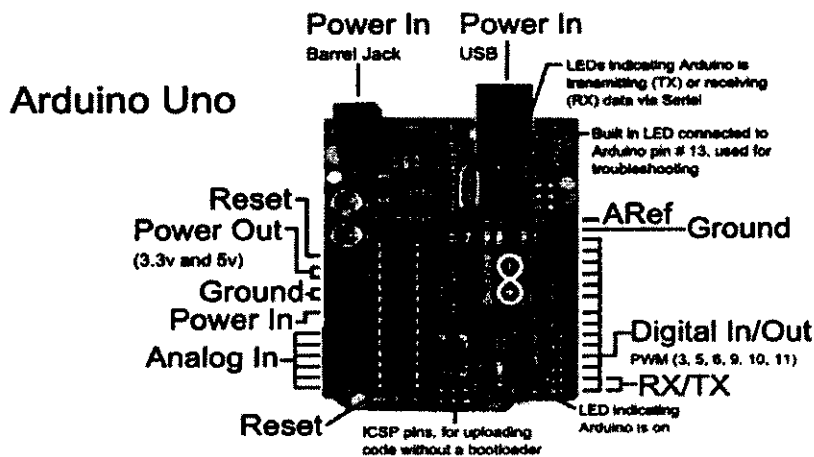 Power In
Barrel Jack
Power In
USB
LEDs indicating Arduino is
transmitting (TX) or receiving
(RX) data via Serial
Arduino Uno
Built in LED connected to
Arduino pin # 13, used for
troubleshooting
Reset
Power Out
(3.3v and 5v)
Ground
Power In
Analog In
Reset
ARef
Ground
Digital In/Out
PWM (3, 5, 6, 9, 10, 11)
RX/TX
LED indicating
Arduino is on
ICSP pins, for uploading
code without a bootloader